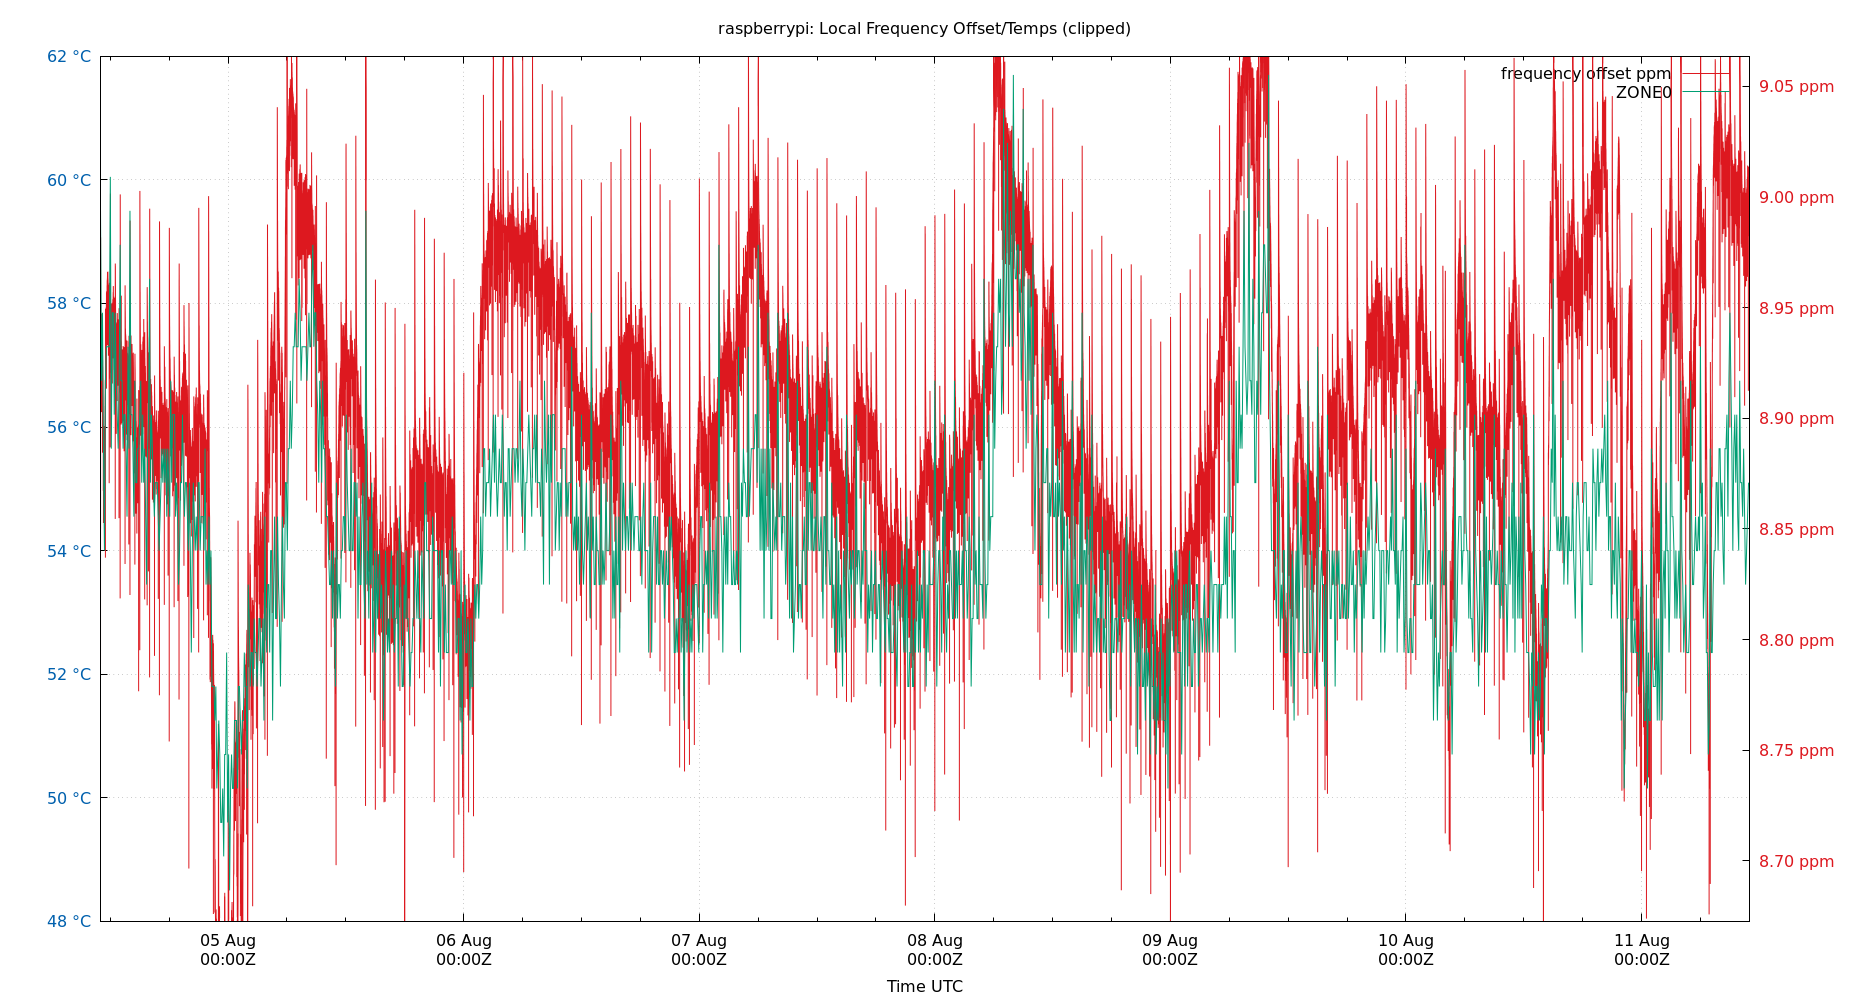 raspberrypi: Local Frequency Offset/Temps (clipped)
62 °C
60 °C
58 °C
56 °C
54 °C
52 °C
50 °C
48 °C
frequency offset ppm
ZONE0
9.05 ppm
9.00 ppm
8.95 ppm
8.90 ppm
8.85 ppm
8.80 ppm
8.75 ppm
8.70 ppm
05 Aug
00:00Z
06 Aug
00:00Z
07 Aug
00:00Z
08 Aug
00:00Z
09 Aug
00:00Z
10 Aug
00:00Z
11 Aug
00:00Z
Time UTC